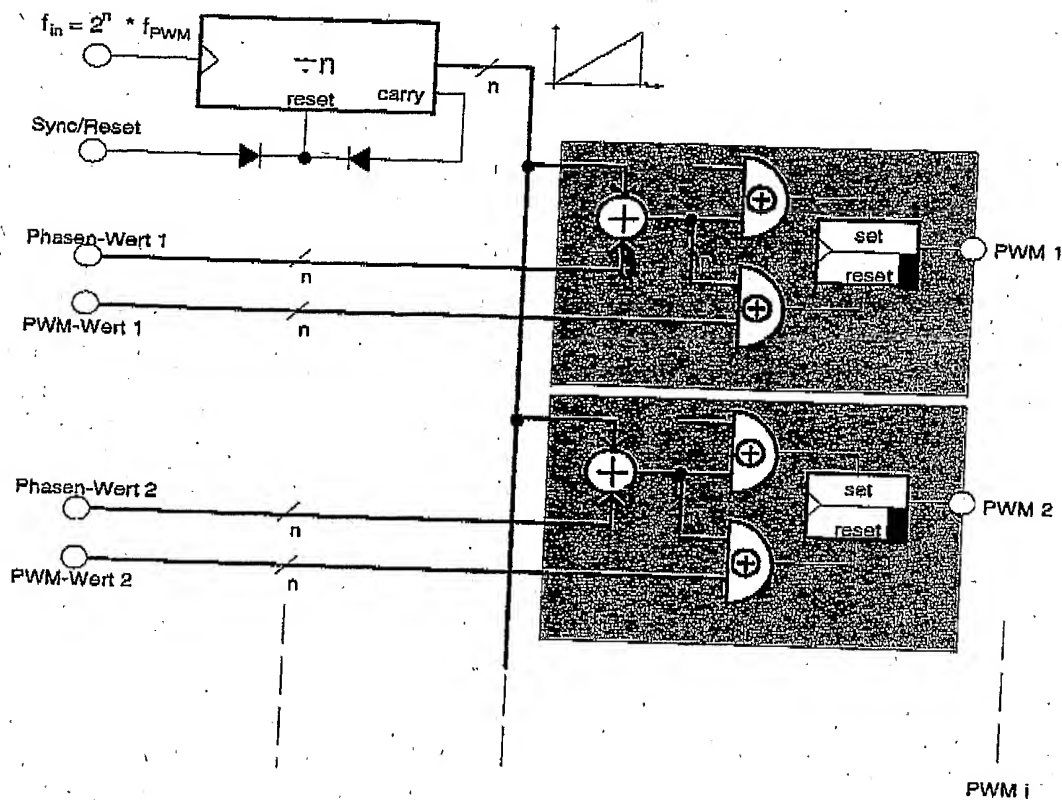 f_in = 2^n * f_PWM
÷n
n
reset
carry
Sync/Reset
Phasen-Wert 1
n
PWM-Wert 1
n
set
reset
PWM 1
n
Phasen-Wert 2
n
PWM-Wert 2
n
set
reset
PWM 2
PWM i